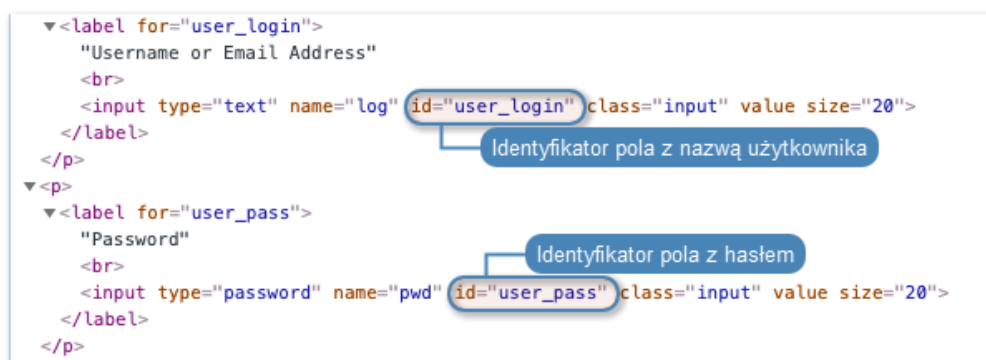 ▼<label for="user_login">
"Username or Email Address"
<br>
<input type="text" name="log" id="user_login" class="input" value size="20">
</label>
Identyfikator pola z nazwą użytkownika
</p>
▼<p>
▼<label for="user_pass">
"Password"
Identyfikator pola z hasłem
<br>
<input type="password" name="pwd" id="user_pass" class="input" value size="20">
</label>
</p>